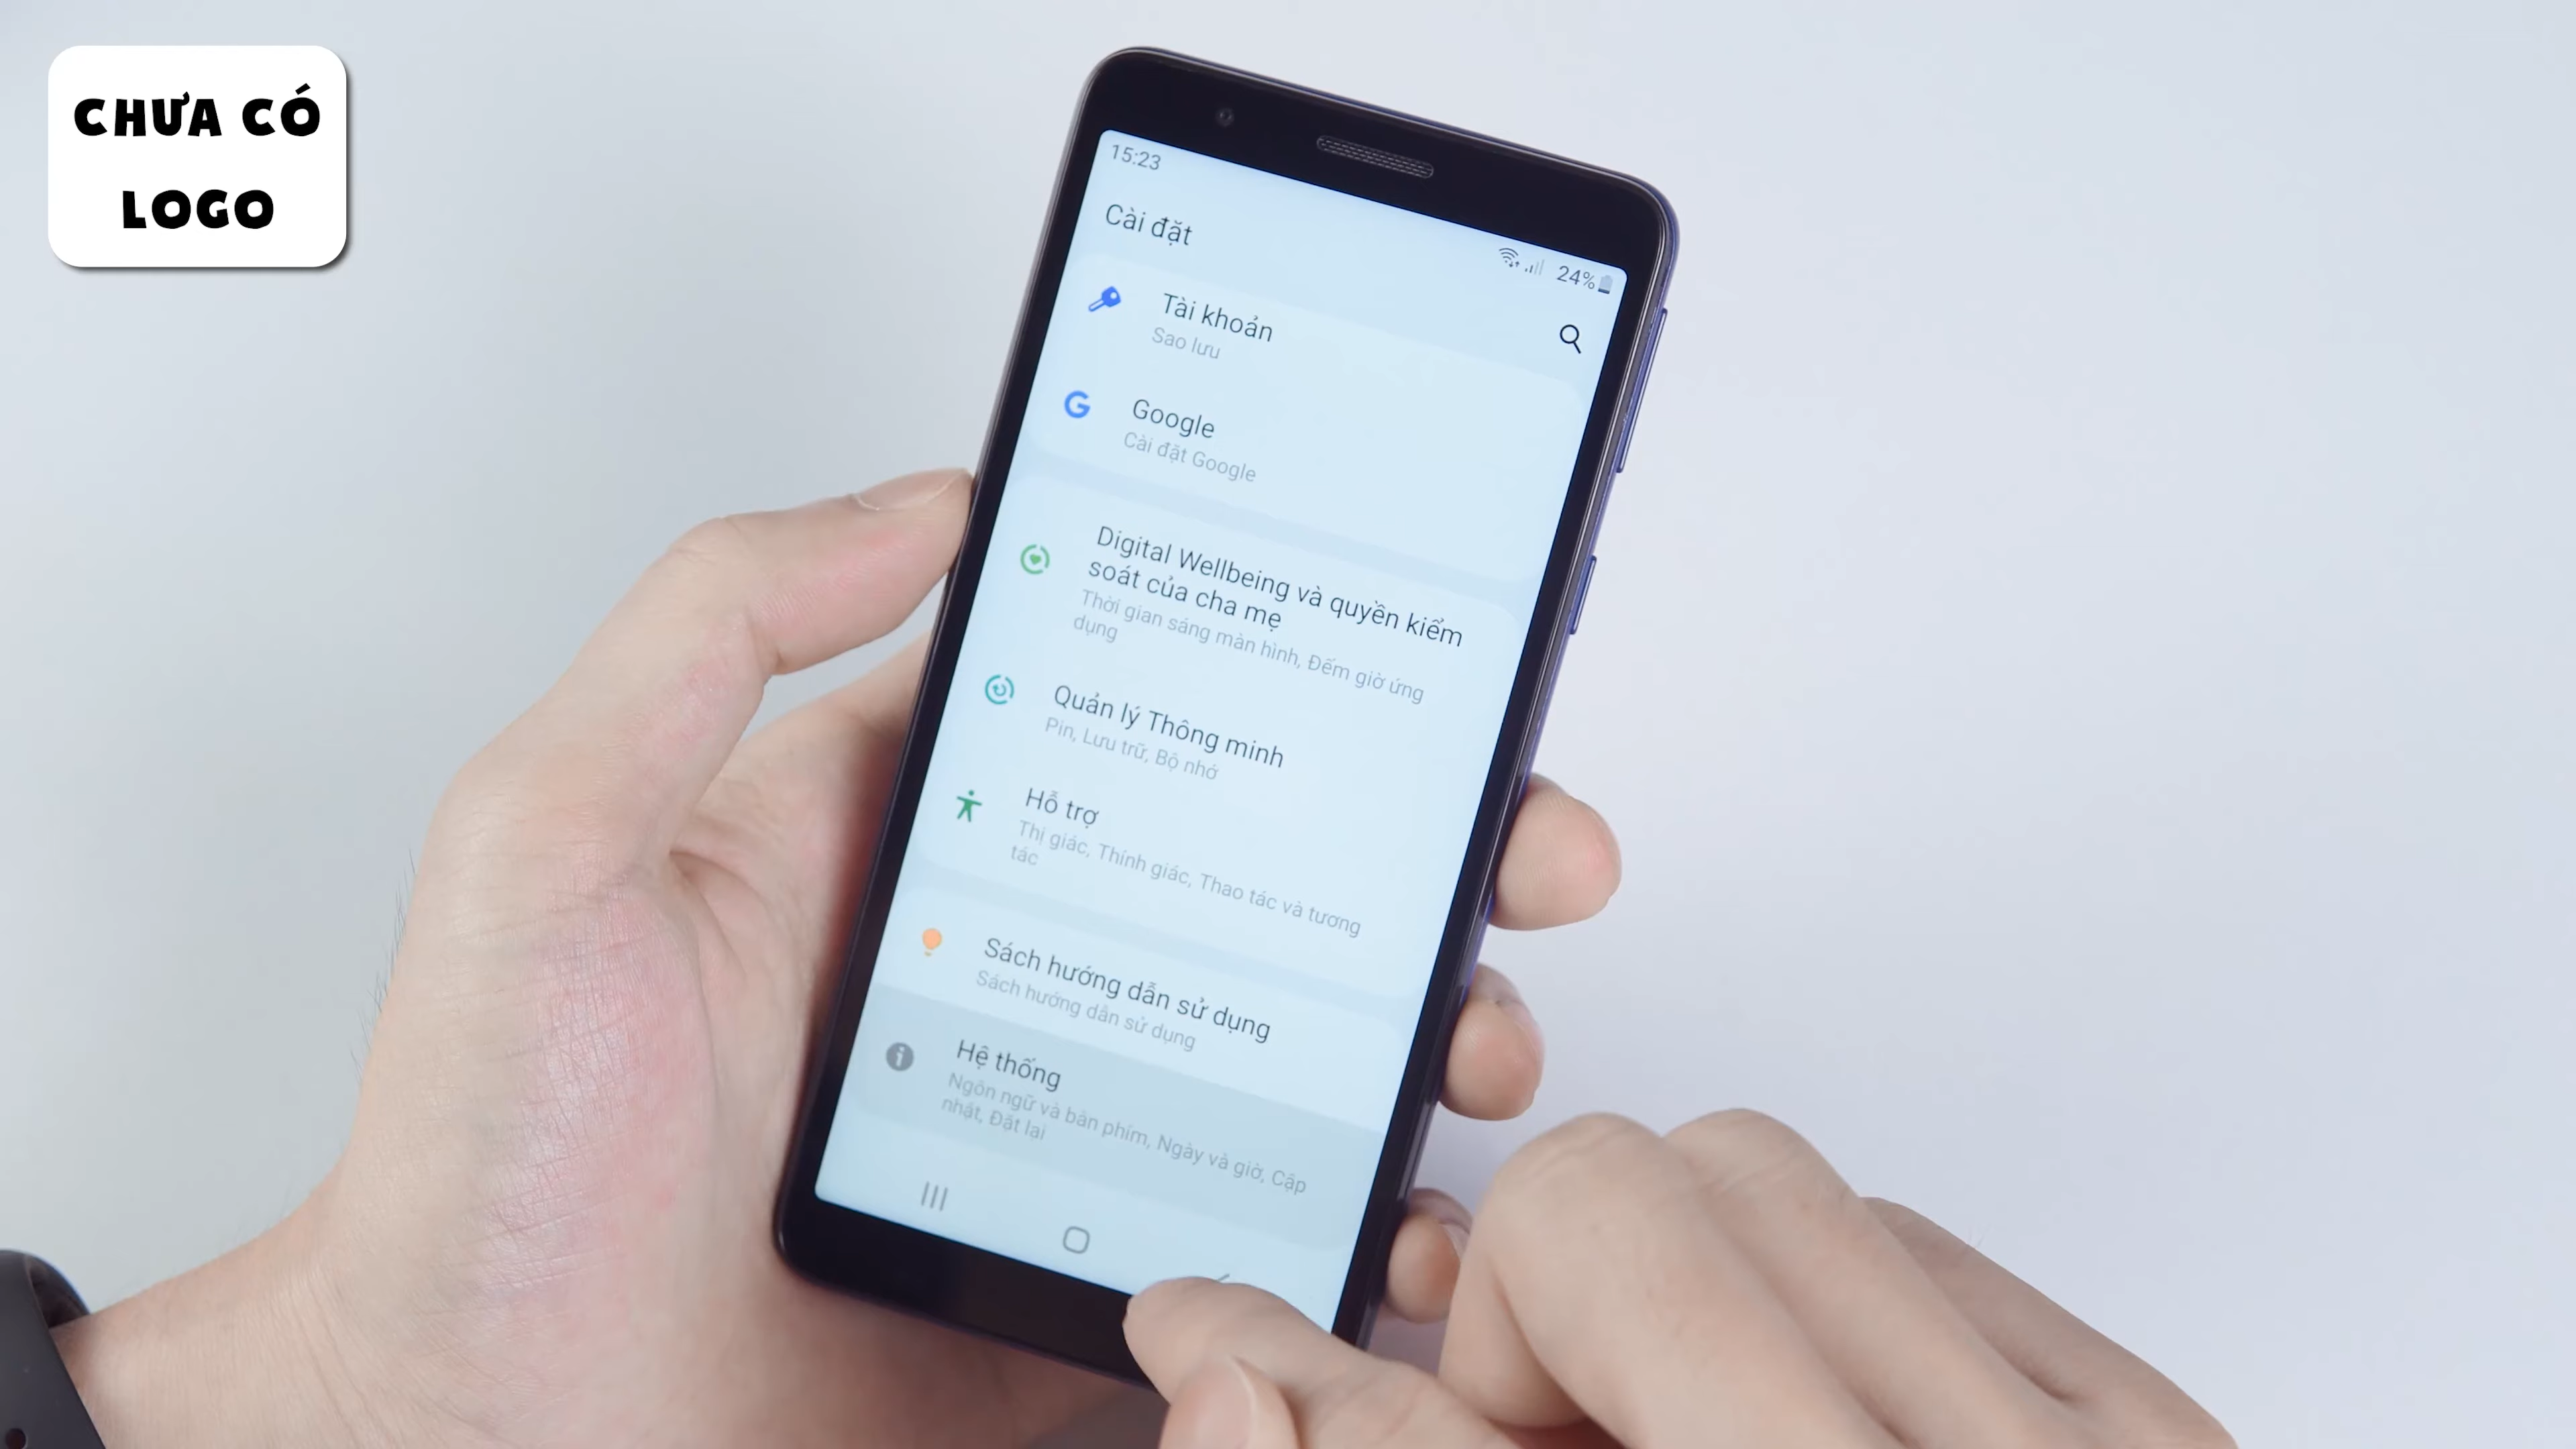 CHƯA CÓ
LOGO
15:23
24%
Cài đặt
Tài khoản
Sao lưu
Google
Cài đặt Google
Digital Wellbeing và quyền kiểm
soát của cha mẹ
Thời gian sáng màn hình, Đếm giờ ứng
dụng
Quản lý Thông minh
Pin, Lưu trữ, Bộ nhớ
Hỗ trợ
Thị giác, Thính giác, Thao tác và tương
tác
Sách hướng dẫn sử dụng
Sách hướng dẫn sử dụng
Hệ thống
Ngôn ngữ và bàn phím, Ngày và giờ, Cập
nhật, Đặt lại